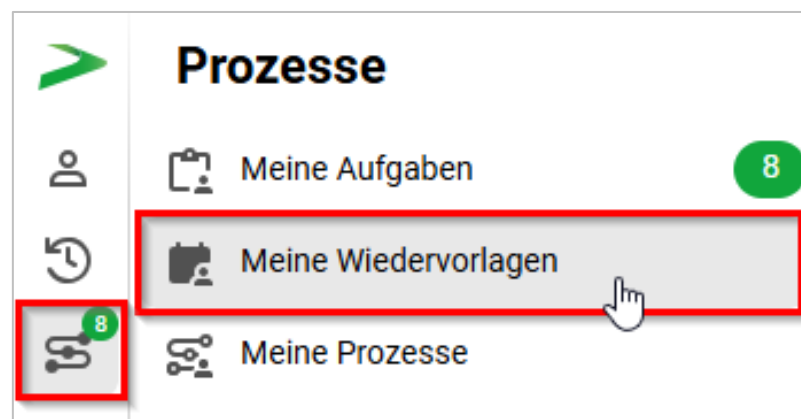 Prozesse
Meine Aufgaben 8
Meine Wiedervorlagen
8
Meine Prozesse